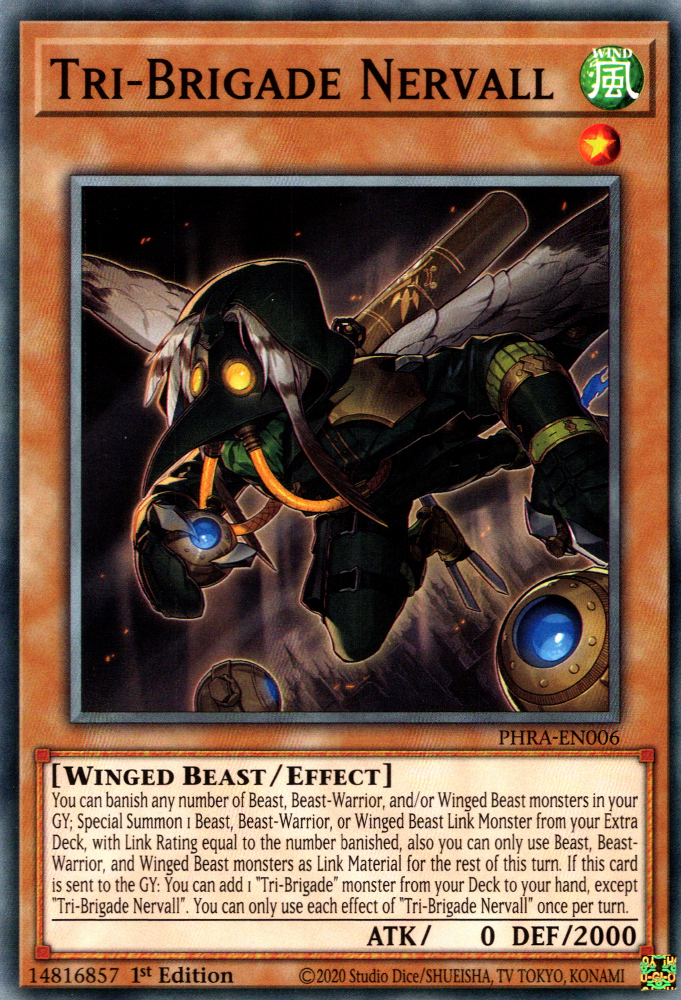 Tri-Brigade Nervall
WIND
風
PHRA-EN006
[Winged Beast/Effect]
You can banish any number of Beast, Beast-Warrior, and/or Winged Beast monsters in your
GY; Special Summon 1 Beast, Beast-Warrior, or Winged Beast Link Monster from your Extra
Deck, with Link Rating equal to the number banished, also you can only use Beast, Beast-
Warrior, and Winged Beast monsters as Link Material for the rest of this turn. If this card
is sent to the GY: You can add 1 "Tri-Brigade" monster from your Deck to your hand, except
"Tri-Brigade Nervall". You can only use each effect of "Tri-Brigade Nervall" once per turn.
ATK/ 0 DEF/2000
14816857 1st Edition ©2020 Studio Dice/SHUEISHA, TV TOKYO, KONAMI